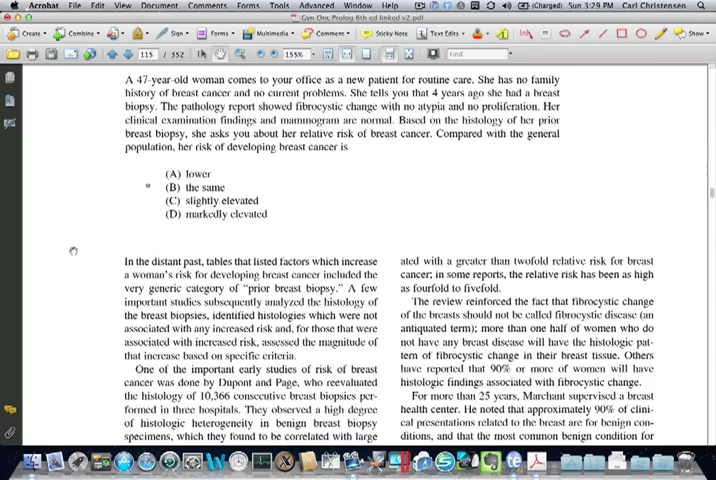 Acrobat File Edit View Document Comments Forms Tools Advanced Window Help (Charged) Sun 3:29 PM Carl Christensen
Gyn Onc Prolog 6th ed linked v2.pdf
Create Combine Sign Forms Multimedia Comment Sticky Note Text Edits Show
115 / 352 155% Find
A 47-year-old woman comes to your office as a new patient for routine care. She has no family
history of breast cancer and no current problems. She tells you that 4 years ago she had a breast
biopsy. The pathology report showed fibrocystic change with no atypia and no proliferation. Her
clinical examination findings and mammogram are normal. Based on the histology of her prior
breast biopsy, she asks you about her relative risk of breast cancer. Compared with the general
population, her risk of developing breast cancer is
(A) lower
* (B) the same
(C) slightly elevated
(D) markedly elevated
In the distant past, tables that listed factors which increase
a woman's risk for developing breast cancer included the
very generic category of "prior breast biopsy." A few
important studies subsequently analyzed the histology of
the breast biopsies, identified histologies which were not
associated with any increased risk and, for those that were
associated with increased risk, assessed the magnitude of
that increase based on specific criteria.
One of the important early studies of risk of breast
cancer was done by Dupont and Page, who reevaluated
the histology of 10,366 consecutive breast biopsies per-
formed in three hospitals. They observed a high degree
of histologic heterogeneity in benign breast biopsy
specimens, which they found to be correlated with large
ated with a greater than twofold relative risk for breast
cancer; in some reports, the relative risk has been as high
as fourfold to fivefold.
The review reinforced the fact that fibrocystic change
of the breasts should not be called fibrocystic disease (an
antiquated term); more than one half of women who do
not have any breast disease will have the histologic pat-
tern of fibrocystic change in their breast tissue. Others
have reported that 90% or more of women will have
histologic findings associated with fibrocystic change.
For more than 25 years, Marchant supervised a breast
health center. He noted that approximately 90% of clini-
cal presentations related to the breast are for benign con-
ditions, and that the most common benign condition for